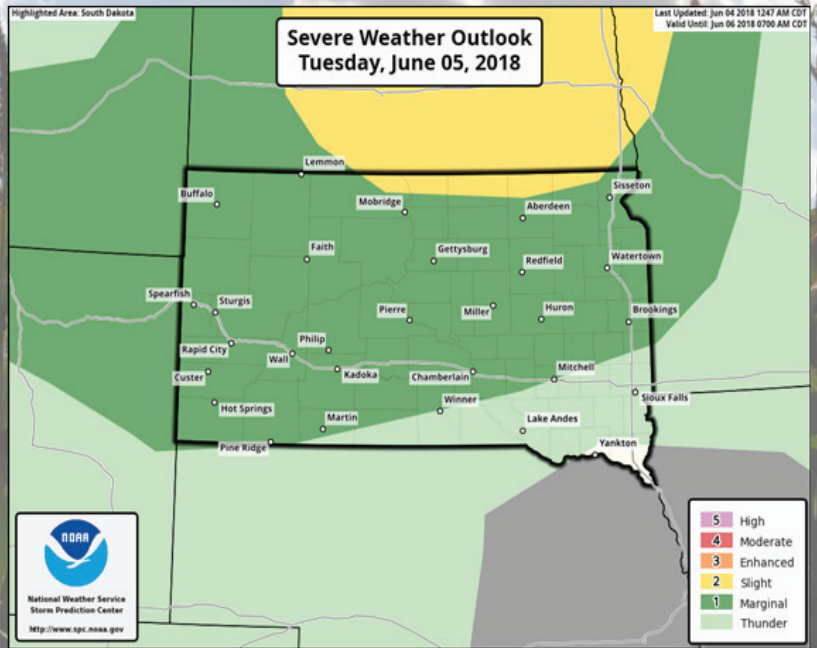 Highlighted Area: South Dakota
Last Updated: Jun 04 2018 1247 AM CDT
Valid Until: Jun 06 2018 0700 AM CDT
Severe Weather Outlook
Tuesday, June 05, 2018
Lemmon
Buffalo
Mobridge
Aberdeen
Sisseton
Faith
Gettysburg
Redfield
Watertown
Spearfish
Sturgis
Pierre
Miller
Huron
Brookings
Rapid City
Wall
Philip
Custer
Kadoka
Chamberlain
Mitchell
Hot Springs
Martin
Winner
Sioux Falls
Lake Andes
Pine Ridge
Yankton
NOAA
National Weather Service
Storm Prediction Center
http://www.spc.noaa.gov
5 High
4 Moderate
3 Enhanced
2 Slight
1 Marginal
Thunder